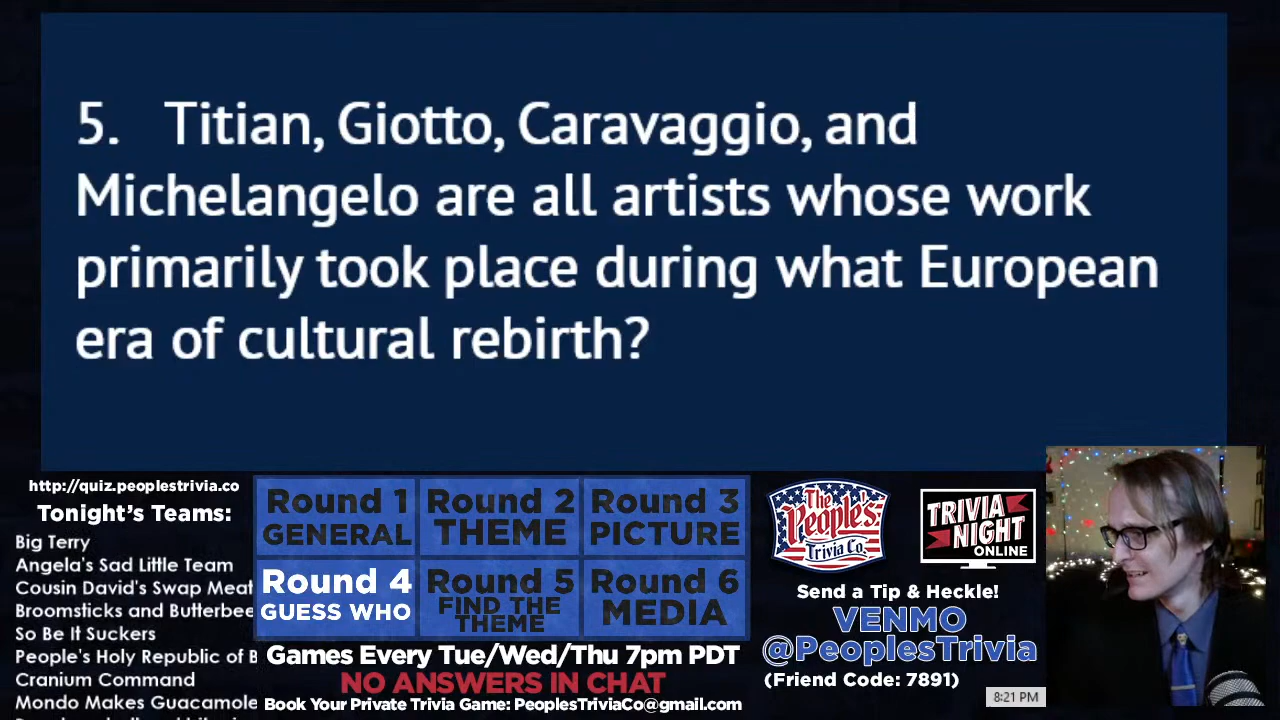 5. Titian, Giotto, Caravaggio, and
Michelangelo are all artists whose work
primarily took place during what European
era of cultural rebirth?
http://quiz.peoplestrivia.co
Tonight's Teams:
Big Terry
Angela's Sad Little Team
Cousin David's Swap Meat
Broomsticks and Butterbee
So Be It Suckers
People's Holy Republic of B
Cranium Command
Mondo Makes Guacamole
Round 1
GENERAL
Round 2
THEME
Round 3
PICTURE
Round 4
GUESS WHO
Round 5
FIND THE
THEME
Round 6
MEDIA
Games Every Tue/Wed/Thu 7pm PDT
NO ANSWERS IN CHAT
Book Your Private Trivia Game: PeoplesTriviaCo@gmail.com
The
People's
Trivia Co.
TRIVIA
NIGHT
ONLINE
Send a Tip & Heckle!
VENMO
@PeoplesTrivia
(Friend Code: 7891)
8:21 PM